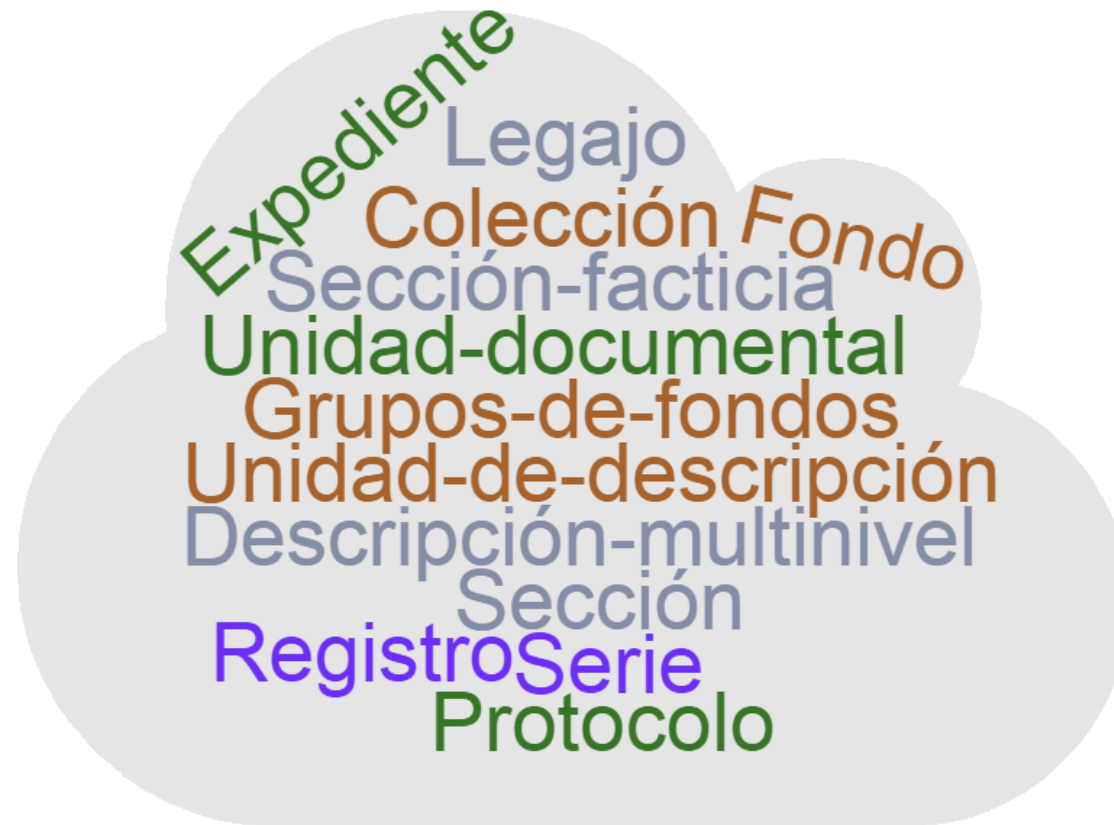 Expediente
Legajo
Colección
Fondo
Sección-facticia
Unidad-documental
Grupos-de-fondos
Unidad-de-descripción
Descripción-multinivel
Sección
Registro
Serie
Protocolo